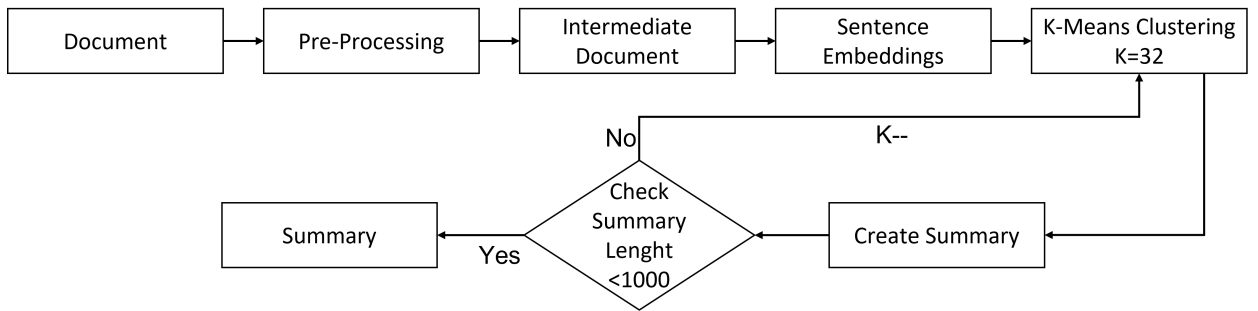 Document
Pre-Processing
Intermediate
Document
Sentence
Embeddings
K-Means Clustering
K=32
No
K--
Check
Summary
Lenght
<1000
Summary
Yes
Create Summary